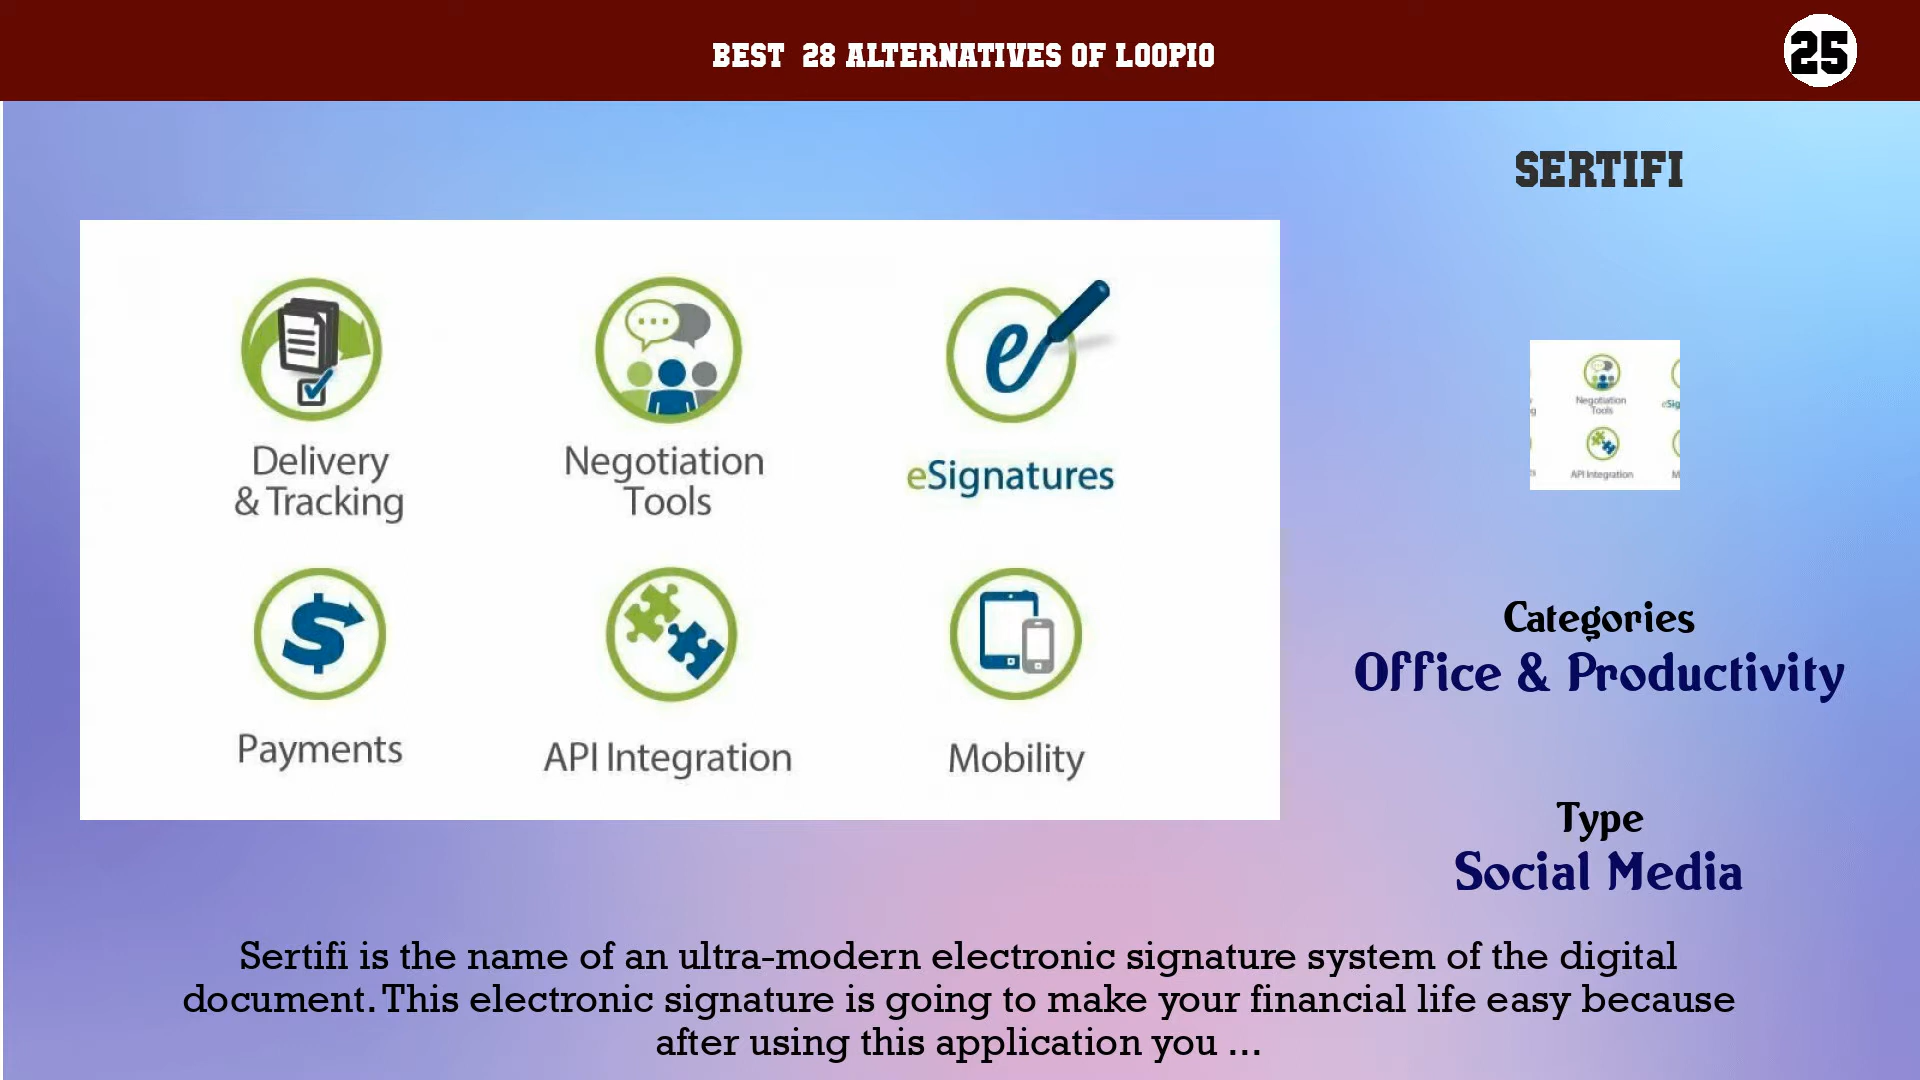 BEST 28 ALTERNATIVES OF LOOPIO
25
SERTIFI
Delivery
& Tracking
Negotiation
Tools
eSignatures
Payments
API Integration
Mobility
Negotiation
Tools
eSig
g
API Integration
M
ts
Categories
Office & Productivity
Type
Social Media
Sertifi is the name of an ultra-modern electronic signature system of the digital
document. This electronic signature is going to make your financial life easy because
after using this application you ...